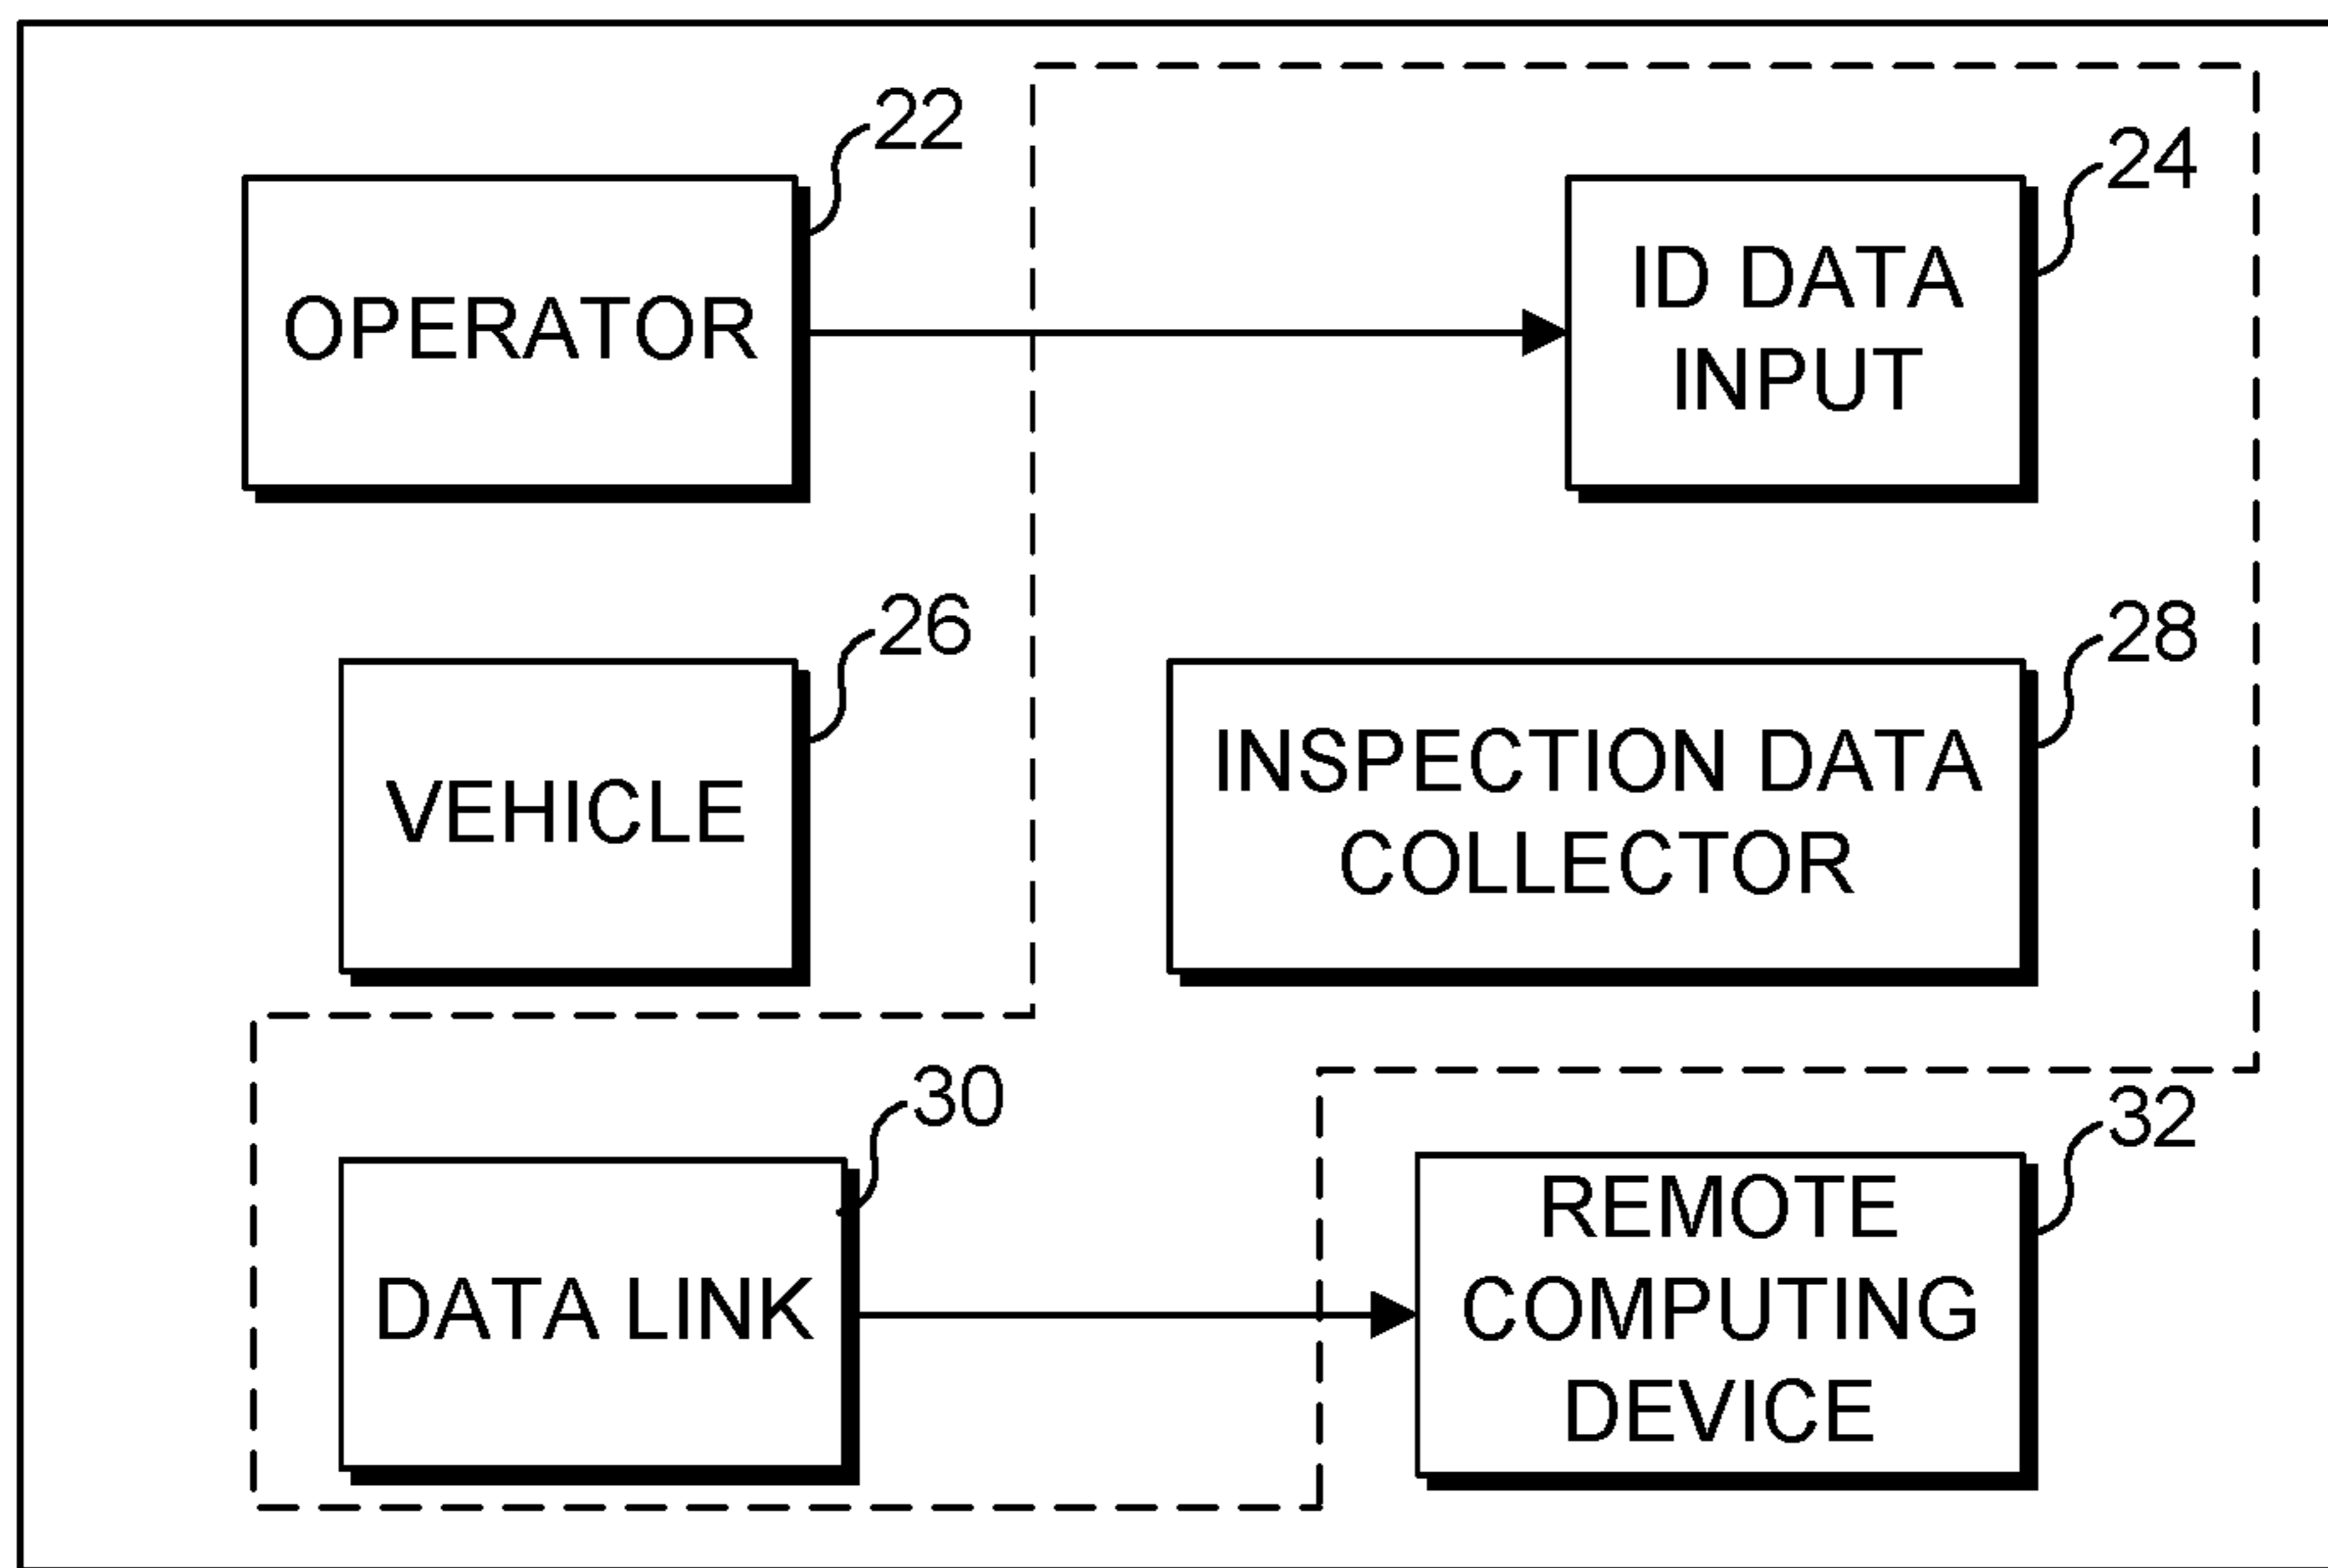 22
OPERATOR
24
ID DATA
INPUT
26
VEHICLE
28
INSPECTION DATA
COLLECTOR
30
DATA LINK
32
REMOTE
COMPUTING
DEVICE